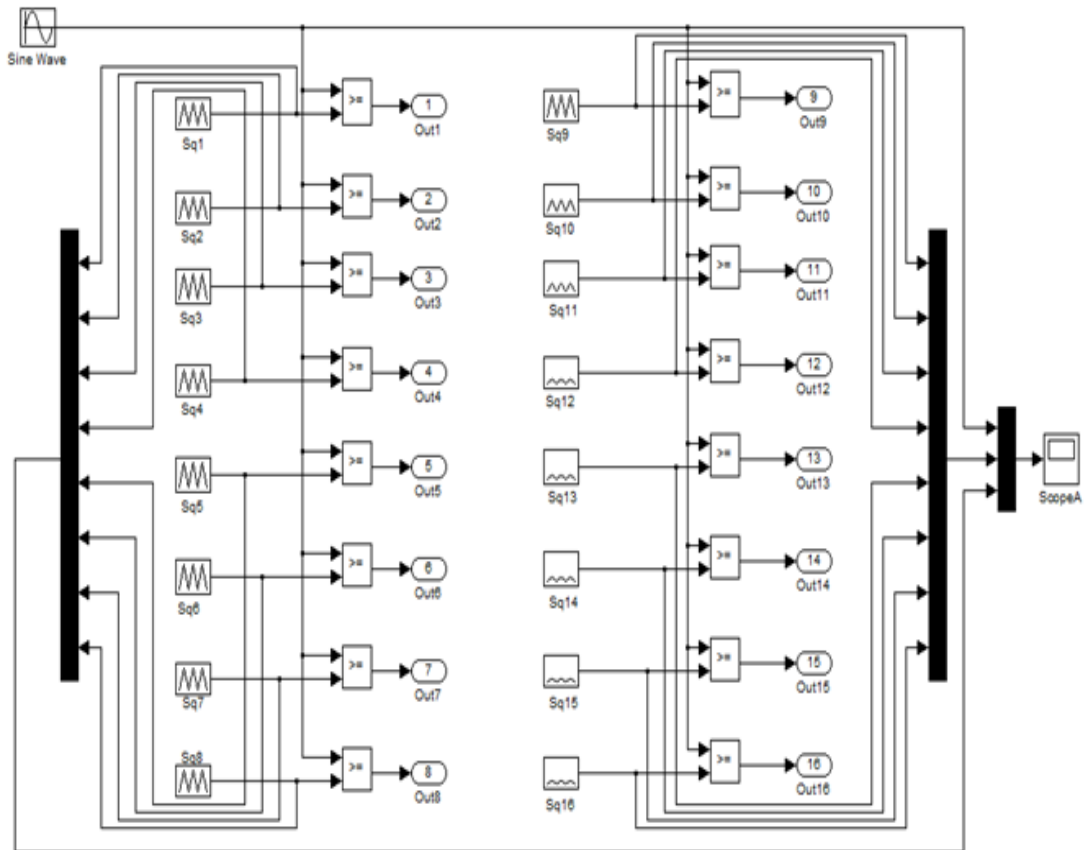 Sine Wave
>=
1
Out1
Sq1
>=
2
Out2
Sq2
>=
3
Out3
Sq3
>=
4
Out4
Sq4
>=
5
Out5
Sq5
>=
6
Out6
Sq6
>=
7
Out7
Sq7
Sq8
>=
8
Out8
>=
9
Out9
Sq9
>=
10
Out10
Sq10
>=
11
Out11
Sq11
>=
12
Out12
Sq12
>=
13
Out13
Sq13
>=
14
Out14
Sq14
>=
15
Out15
Sq15
>=
16
Out16
Sq16
ScopeA